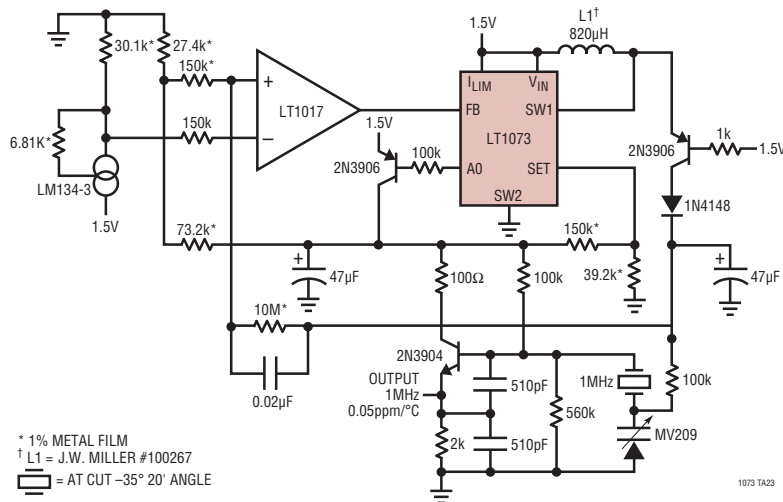 L1†
820µH
1.5V
30.1k*
27.4k*
150k*
+
LT1017
–
150k
6.81K*
LM134-3
1.5V
73.2k*
ILIM
VIN
FB
SW1
LT1073
A0
SET
SW2
1.5V
2N3906
100k
2N3906
1k
1.5V
1N4148
150k*
+
47µF
100Ω
100k
39.2k*
+
47µF
10M*
0.02µF
2N3904
OUTPUT
1MHz
0.05ppm/°C
510pF
510pF
2k
560k
1MHz
100k
MV209
* 1% METAL FILM
† L1 = J.W. MILLER #100267
= AT CUT –35° 20' ANGLE
1073 TA23